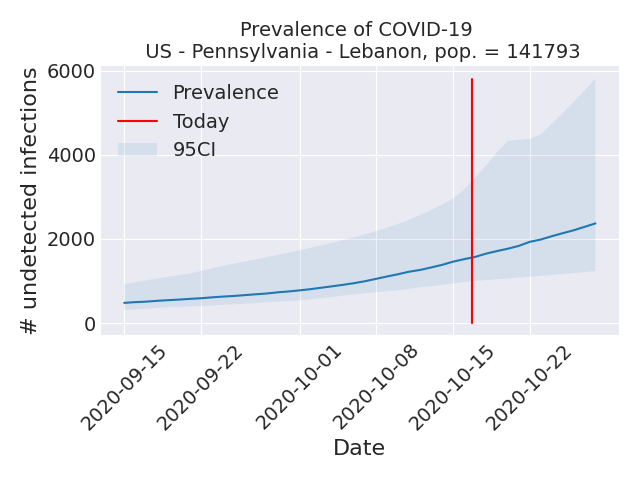 Prevalence of COVID-19
US - Pennsylvania - Lebanon, pop. = 141793
# undetected infections
6000
4000
2000
0
Prevalence
Today
95CI
2020-09-15
2020-09-22
2020-10-01
2020-10-08
2020-10-15
2020-10-22
Date